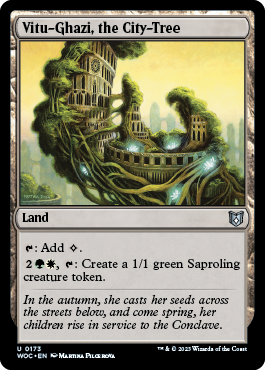 Vitu-Ghazi, the City-Tree
Land
: Add .
2, : Create a 1/1 green Saproling
creature token.
In the autumn, she casts her seeds across
the streets below, and come spring, her
children rise in service to the Conclave.
U 0173
WOC • EN MARTINA PILCEROVA
™ & © 2023 Wizards of the Coast